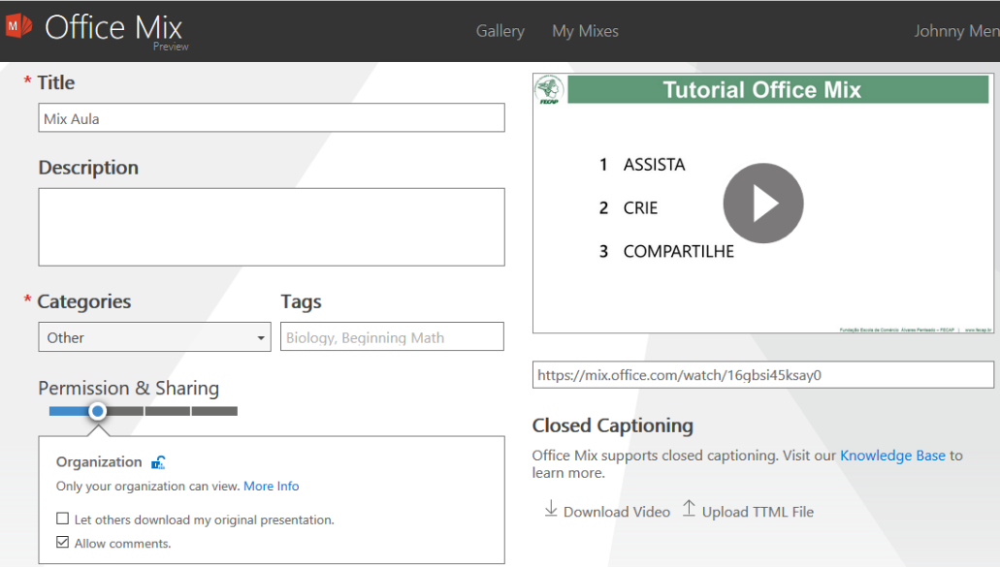 Office Mix
Preview
Gallery
My Mixes
Johnny Men
* Title
Mix Aula
Description
* Categories
Tags
Other
Biology, Beginning Math
Permission & Sharing
Organization
Only your organization can view. More Info
Let others download my original presentation.
Allow comments.
FECAP
Tutorial Office Mix
1 ASSISTA
2 CRIE
3 COMPARTILHE
Fundação Escola de Comércio Álvares Penteado - FECAP | www.fecap.br
https://mix.office.com/watch/16gbsi45ksay0
Closed Captioning
Office Mix supports closed captioning. Visit our Knowledge Base to
learn more.
Download Video
Upload TTML File